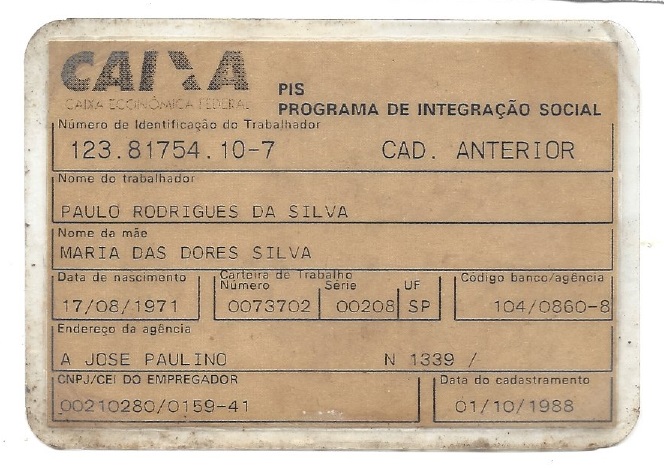 CAIXA
CAIXA ECONÔMICA FEDERAL
PIS
PROGRAMA DE INTEGRAÇÃO SOCIAL
Número de Identificação do Trabalhador
123.81754.10-7 CAD. ANTERIOR
Nome do trabalhador
PAULO RODRIGUES DA SILVA
Nome da mãe
MARIA DAS DORES SILVA
Data de nascimento Carteira de Trabalho Código banco/agência
Número Série UF
17/08/1971 0073702 00208 SP 104/0860-8
Endereço da agência
A JOSE PAULINO N 1339 /
CNPJ/CEI DO EMPREGADOR Data do cadastramento
00210280/0159-41 01/10/1988